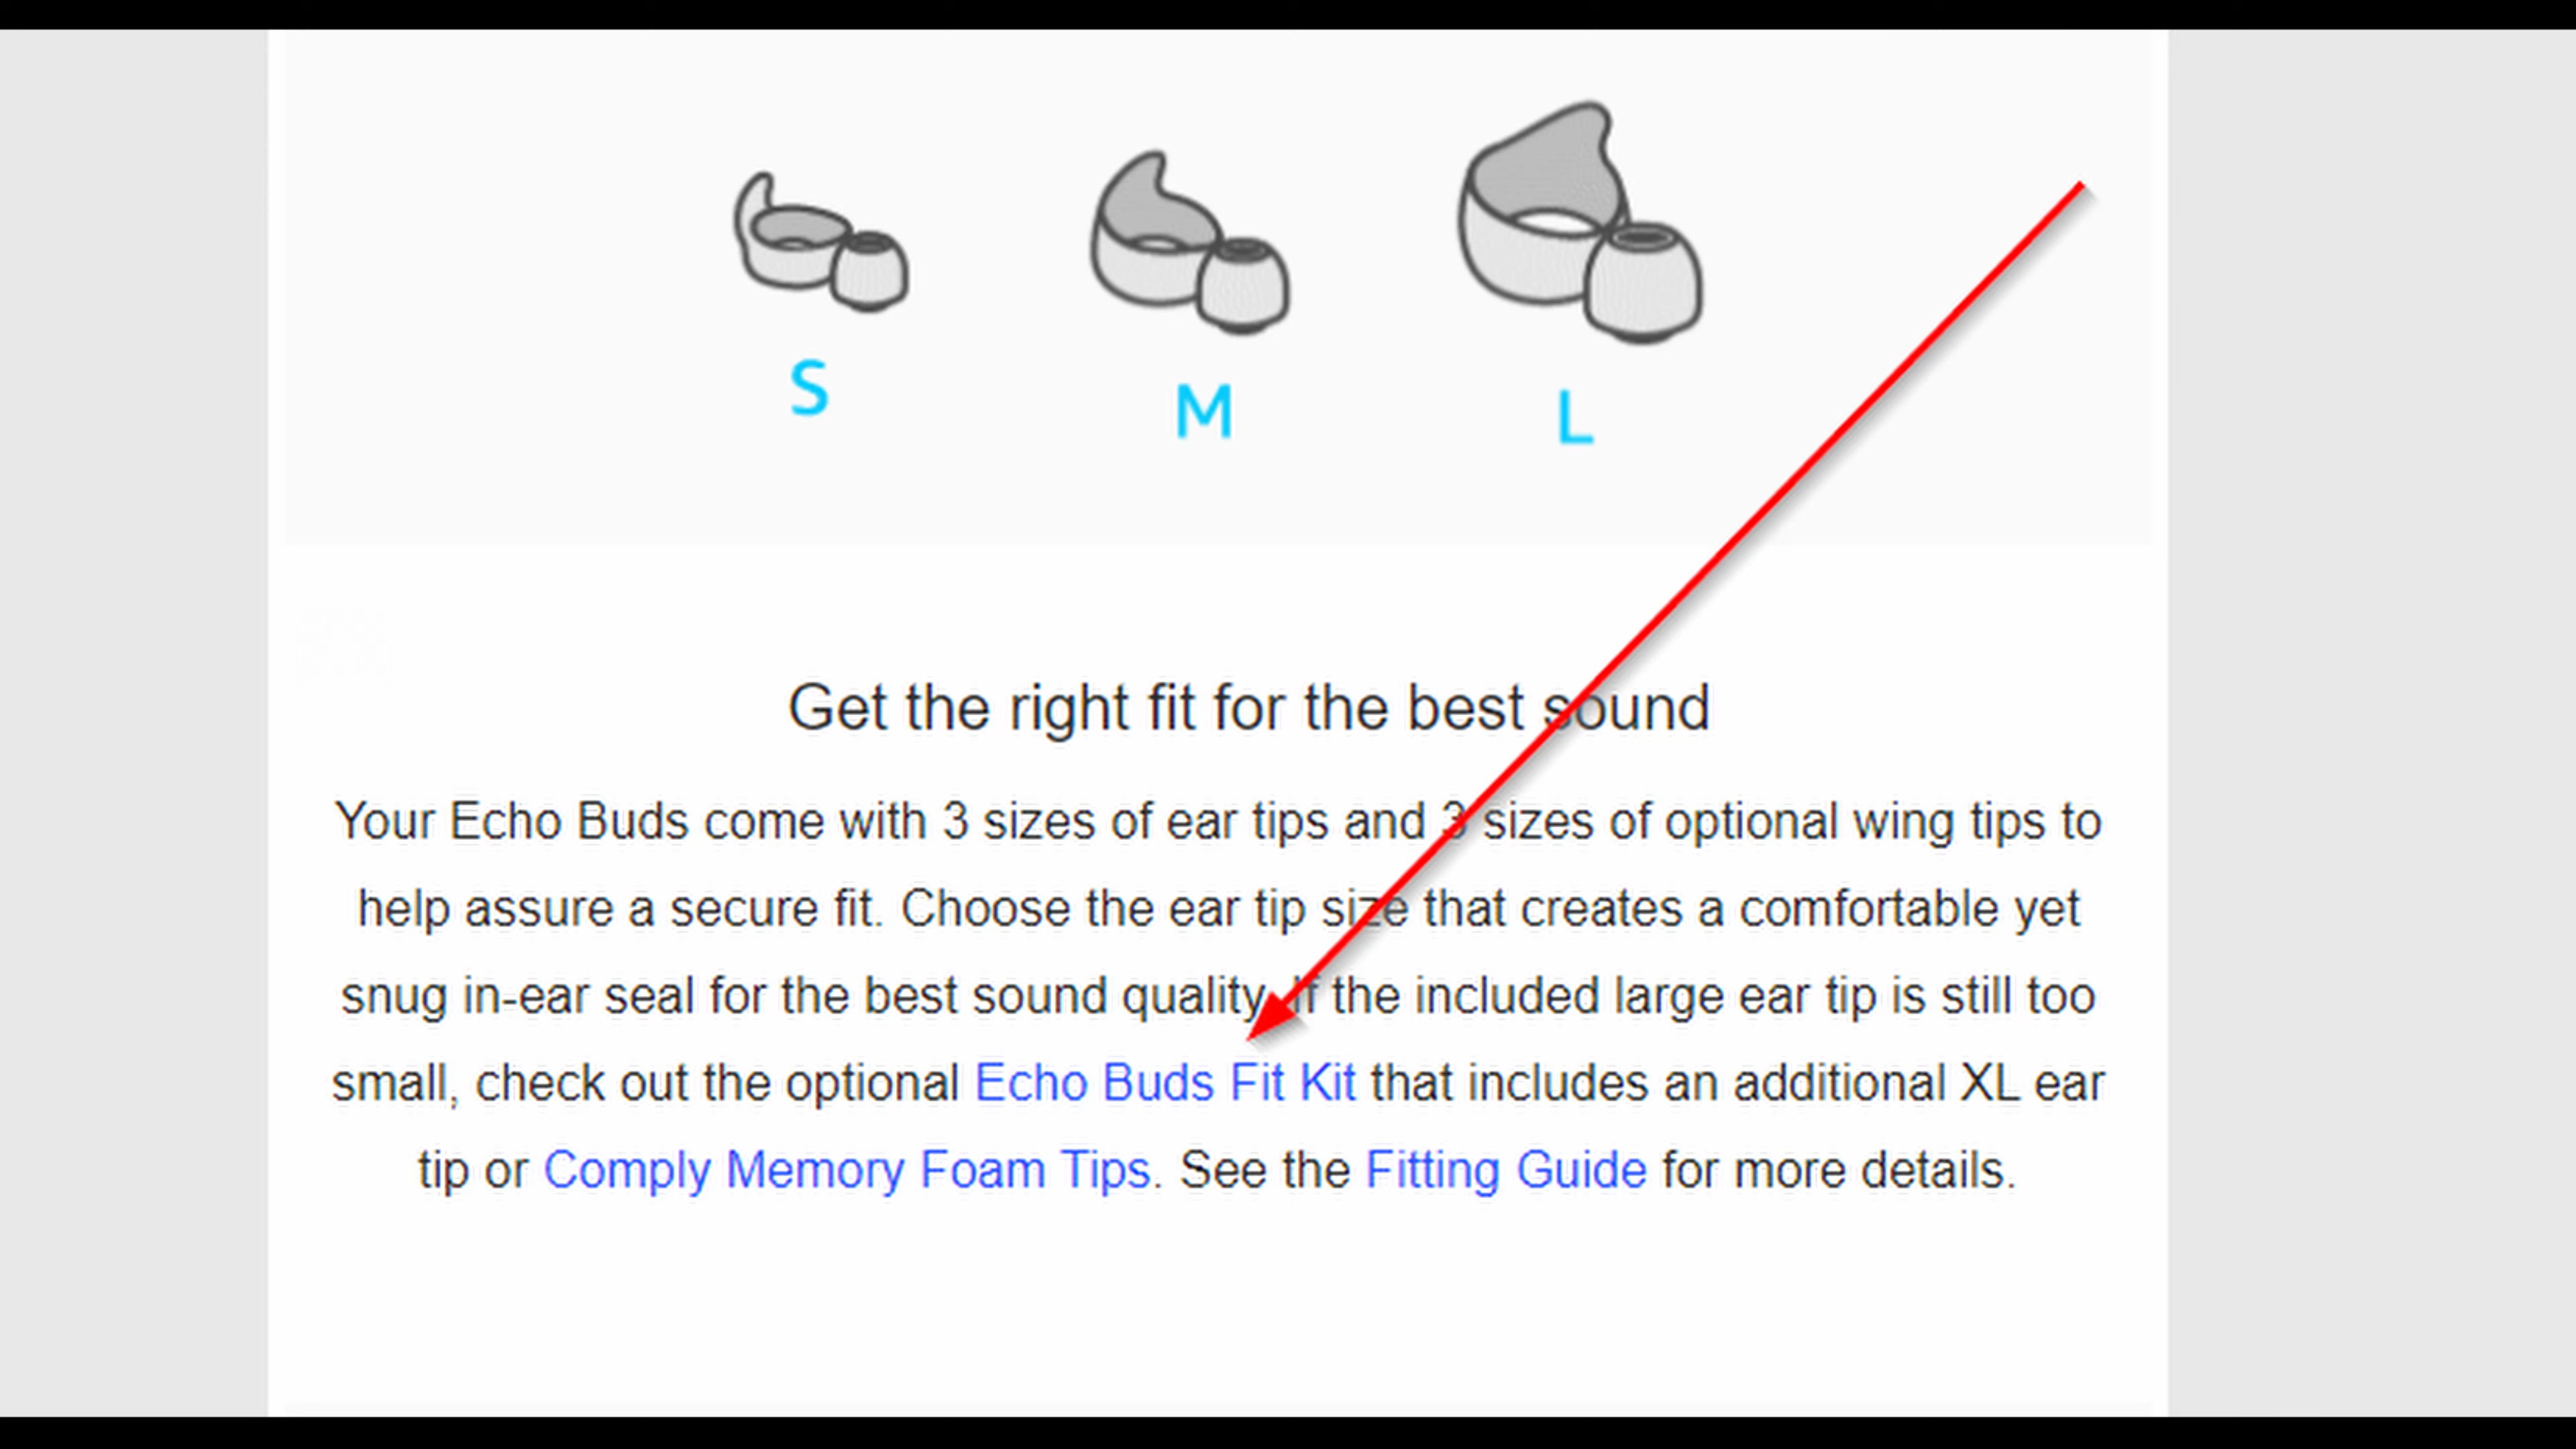 S
M
L
Get the right fit for the best sound
Your Echo Buds come with 3 sizes of ear tips and 3 sizes of optional wing tips to
help assure a secure fit. Choose the ear tip size that creates a comfortable yet
snug in-ear seal for the best sound quality. If the included large ear tip is still too
small, check out the optional Echo Buds Fit Kit that includes an additional XL ear
tip or Comply Memory Foam Tips. See the Fitting Guide for more details.